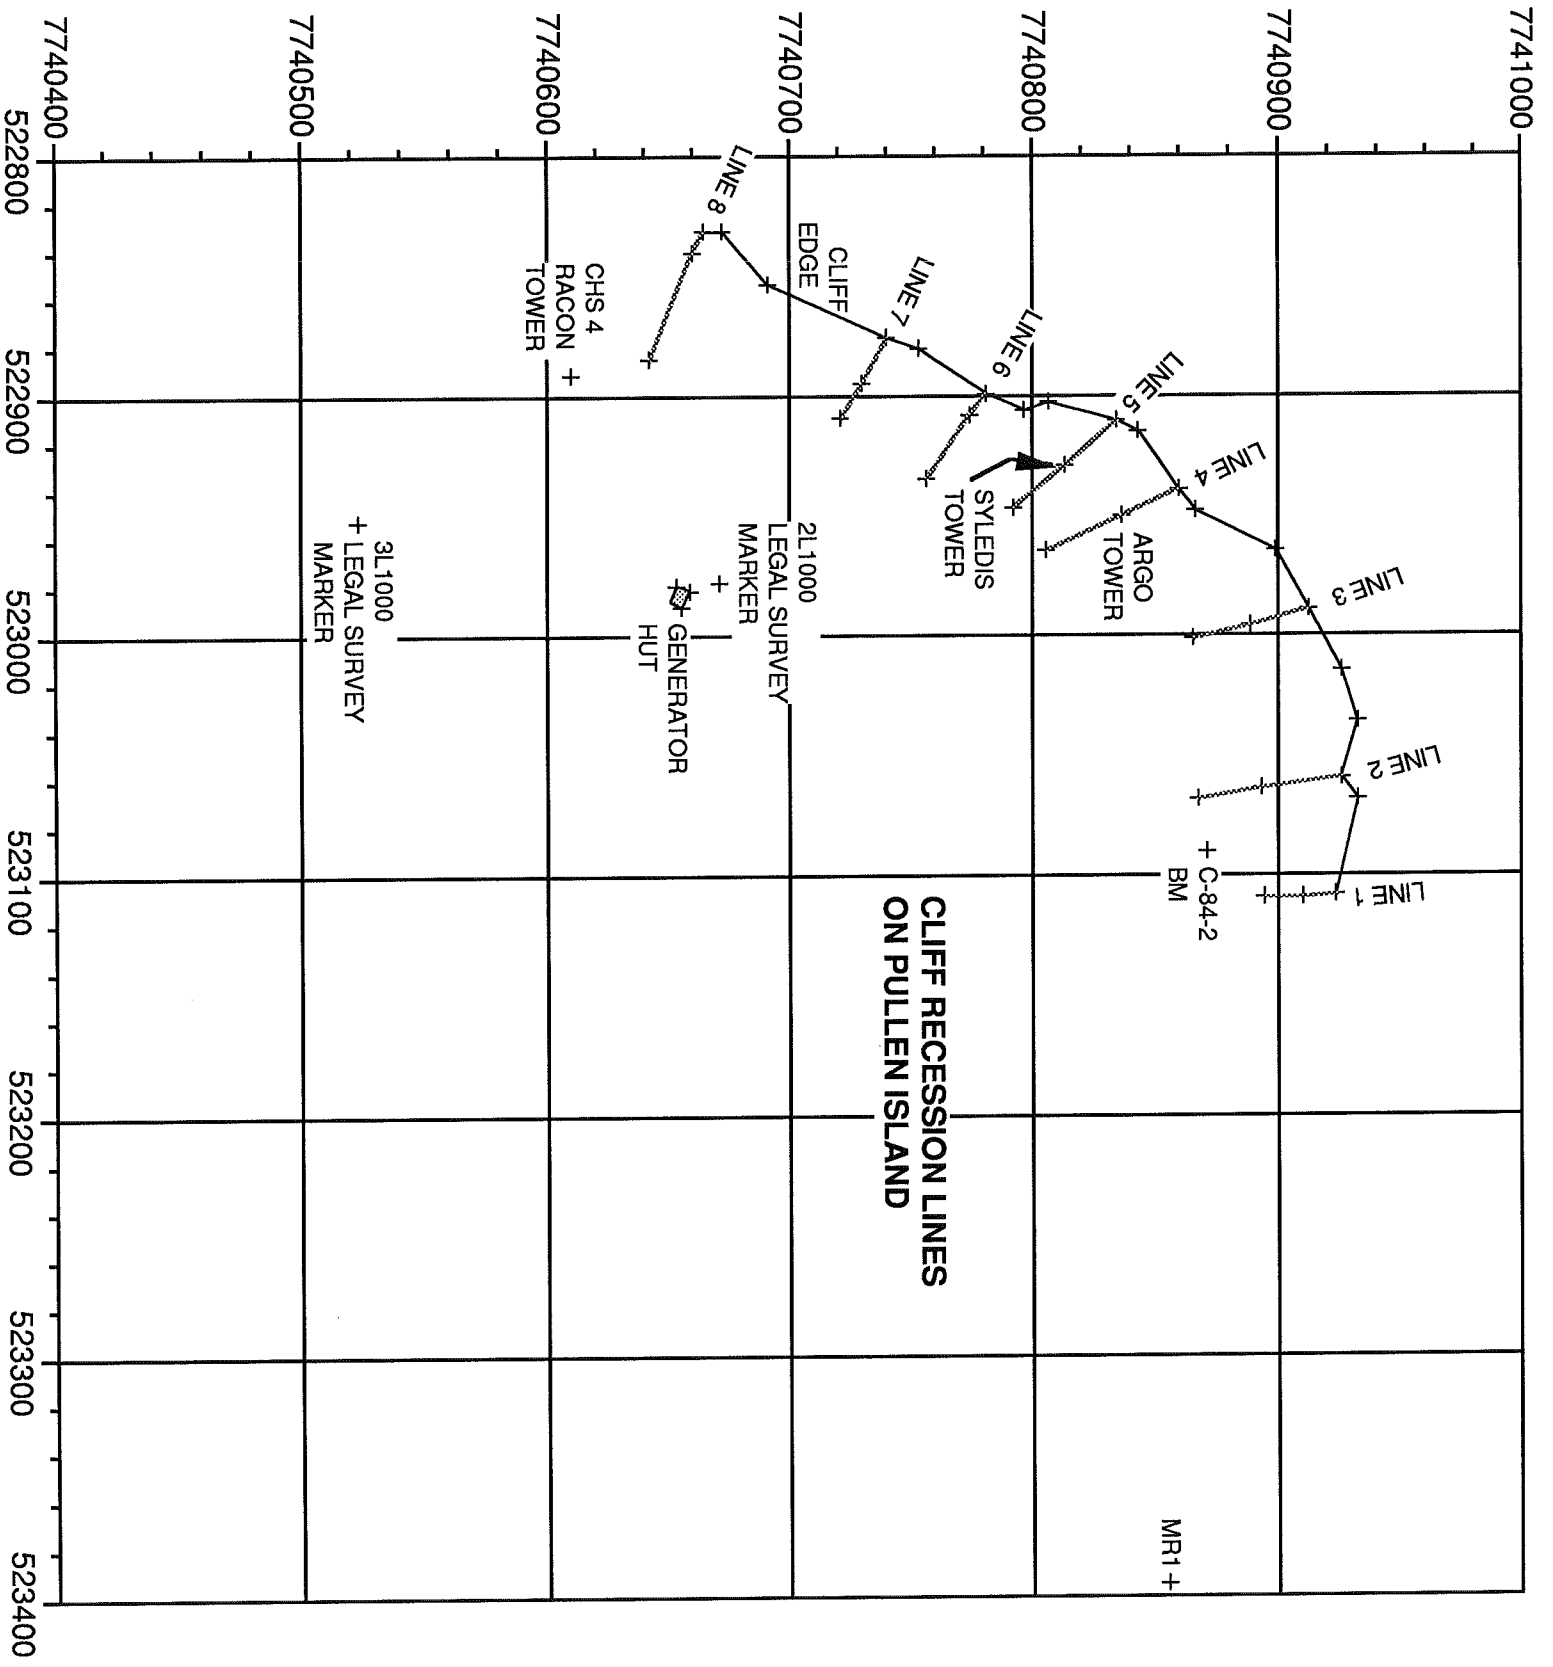 7741000
7740900
7740800
7740700
7740600
7740500
7740400
522800
522900
523000
523100
523200
523300
523400
LINE 1
LINE 2
LINE 3
LINE 4
LINE 5
LINE 6
LINE 7
LINE 8
CLIFF
EDGE
C-84-2
BM
ARGO
TOWER
SYLEDIS
TOWER
2L1000
LEGAL SURVEY
MARKER
GENERATOR
HUT
CHS 4
RACON
TOWER
3L1000
LEGAL SURVEY
MARKER
MR1
CLIFF RECESSION LINES
ON PULLEN ISLAND